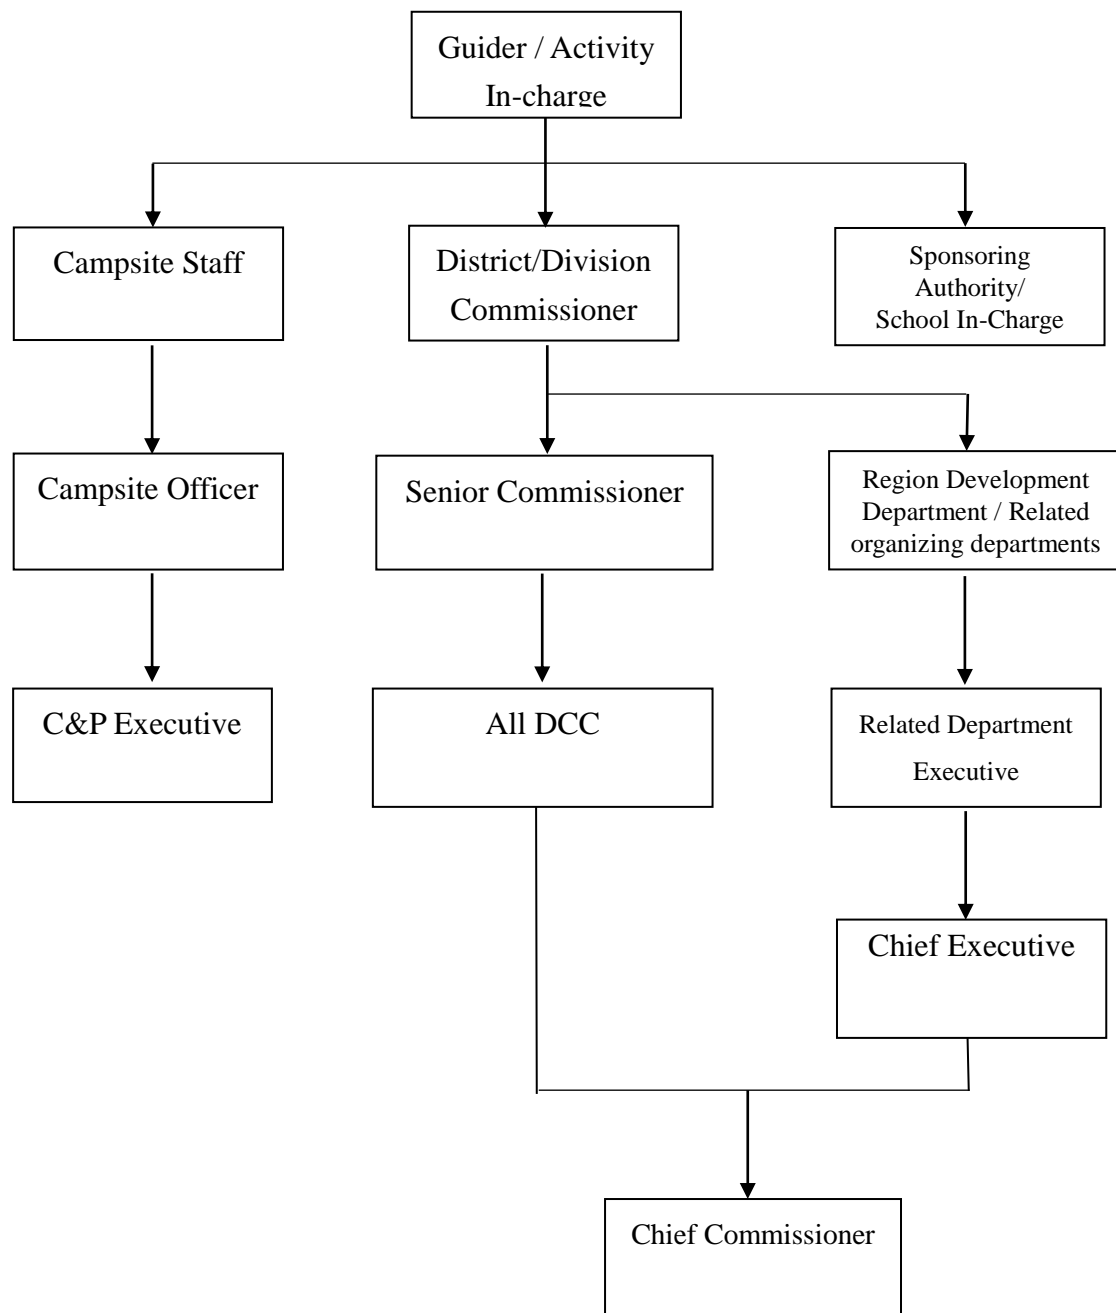 Guider / Activity
In-charge
Campsite Staff
District/Division
Commissioner
Sponsoring
Authority/
School In-Charge
Campsite Officer
Senior Commissioner
Region Development
Department / Related
organizing departments
C&P Executive
All DCC
Related Department
Executive
Chief Executive
Chief Commissioner